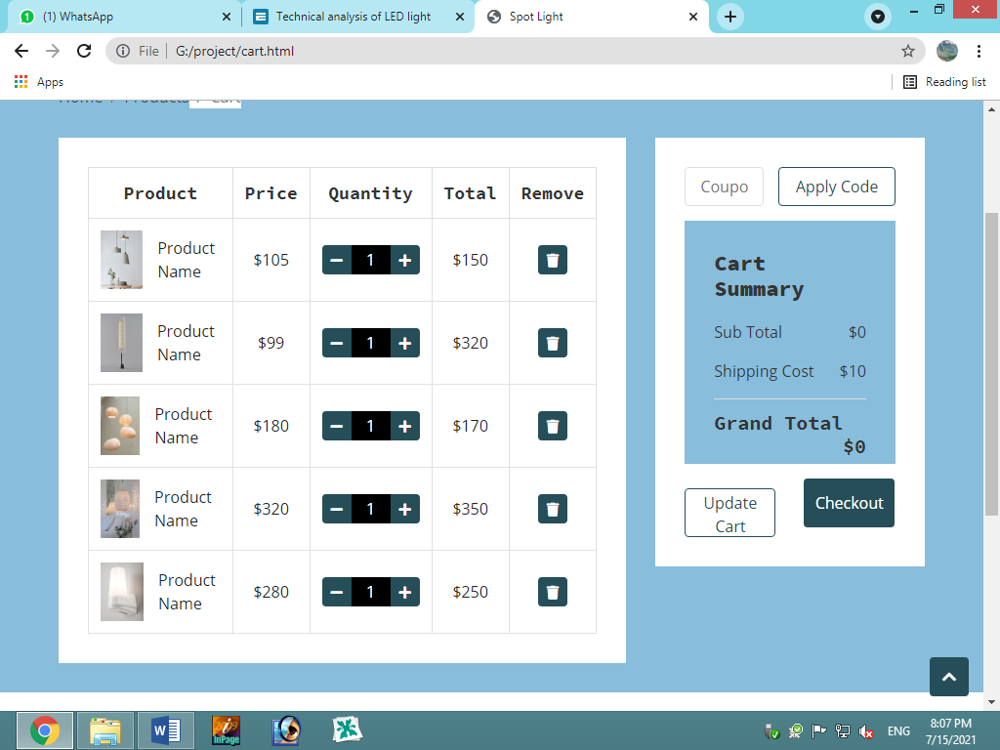 (1) WhatsApp
Technical analysis of LED light
Spot Light
File G:/project/cart.html
Apps
Reading list
Home / Products / Cart
Product Price Quantity Total Remove
Product Name $105 1 $150
Product Name $99 1 $320
Product Name $180 1 $170
Product Name $320 1 $350
Product Name $280 1 $250
Coupo
Apply Code
Cart
Summary
Sub Total $0
Shipping Cost $10
Grand Total
$0
Update
Cart
Checkout
ENG
8:07 PM
7/15/2021